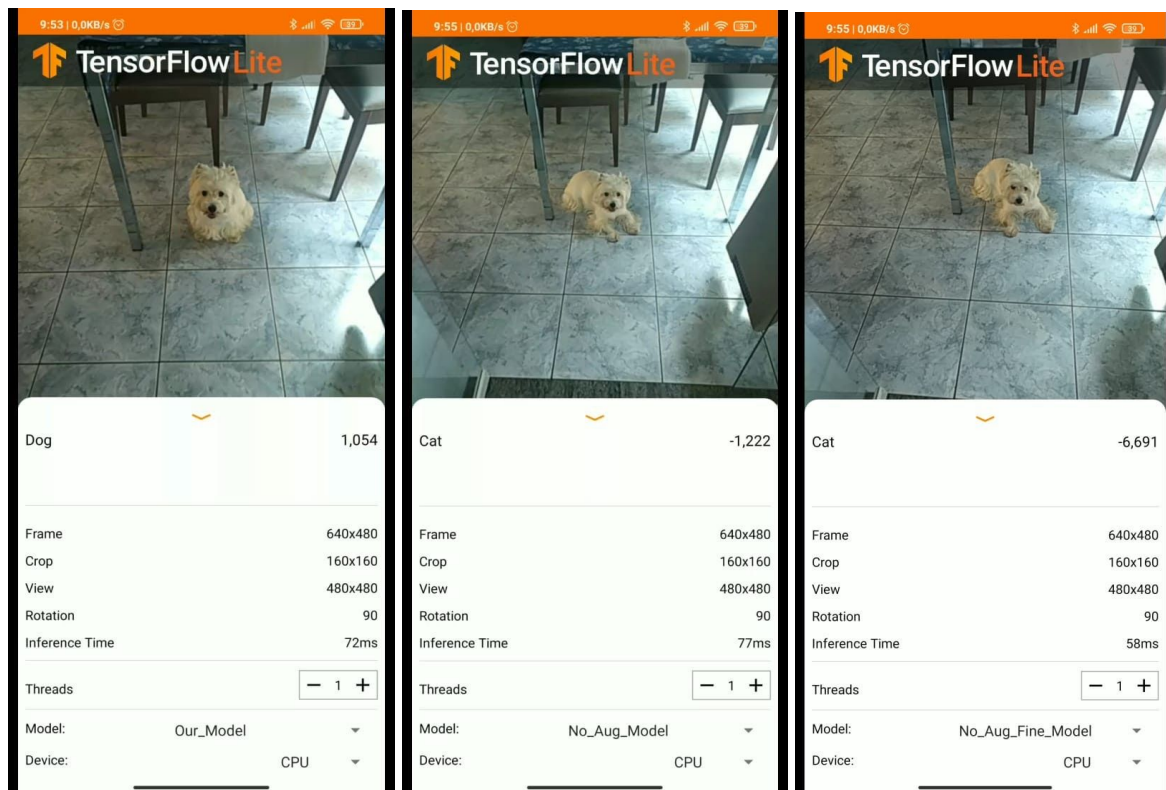 9:53 | 0,0KB/s
39
TensorFlow Lite
Dog 1,054
Frame 640x480
Crop 160x160
View 480x480
Rotation 90
Inference Time 72ms
Threads − 1 +
Model: Our_Model
Device: CPU
9:55 | 0,0KB/s
39
TensorFlow Lite
Cat -1,222
Frame 640x480
Crop 160x160
View 480x480
Rotation 90
Inference Time 77ms
Threads − 1 +
Model: No_Aug_Model
Device: CPU
9:55 | 0,0KB/s
39
TensorFlow Lite
Cat -6,691
Frame 640x480
Crop 160x160
View 480x480
Rotation 90
Inference Time 58ms
Threads − 1 +
Model: No_Aug_Fine_Model
Device: CPU